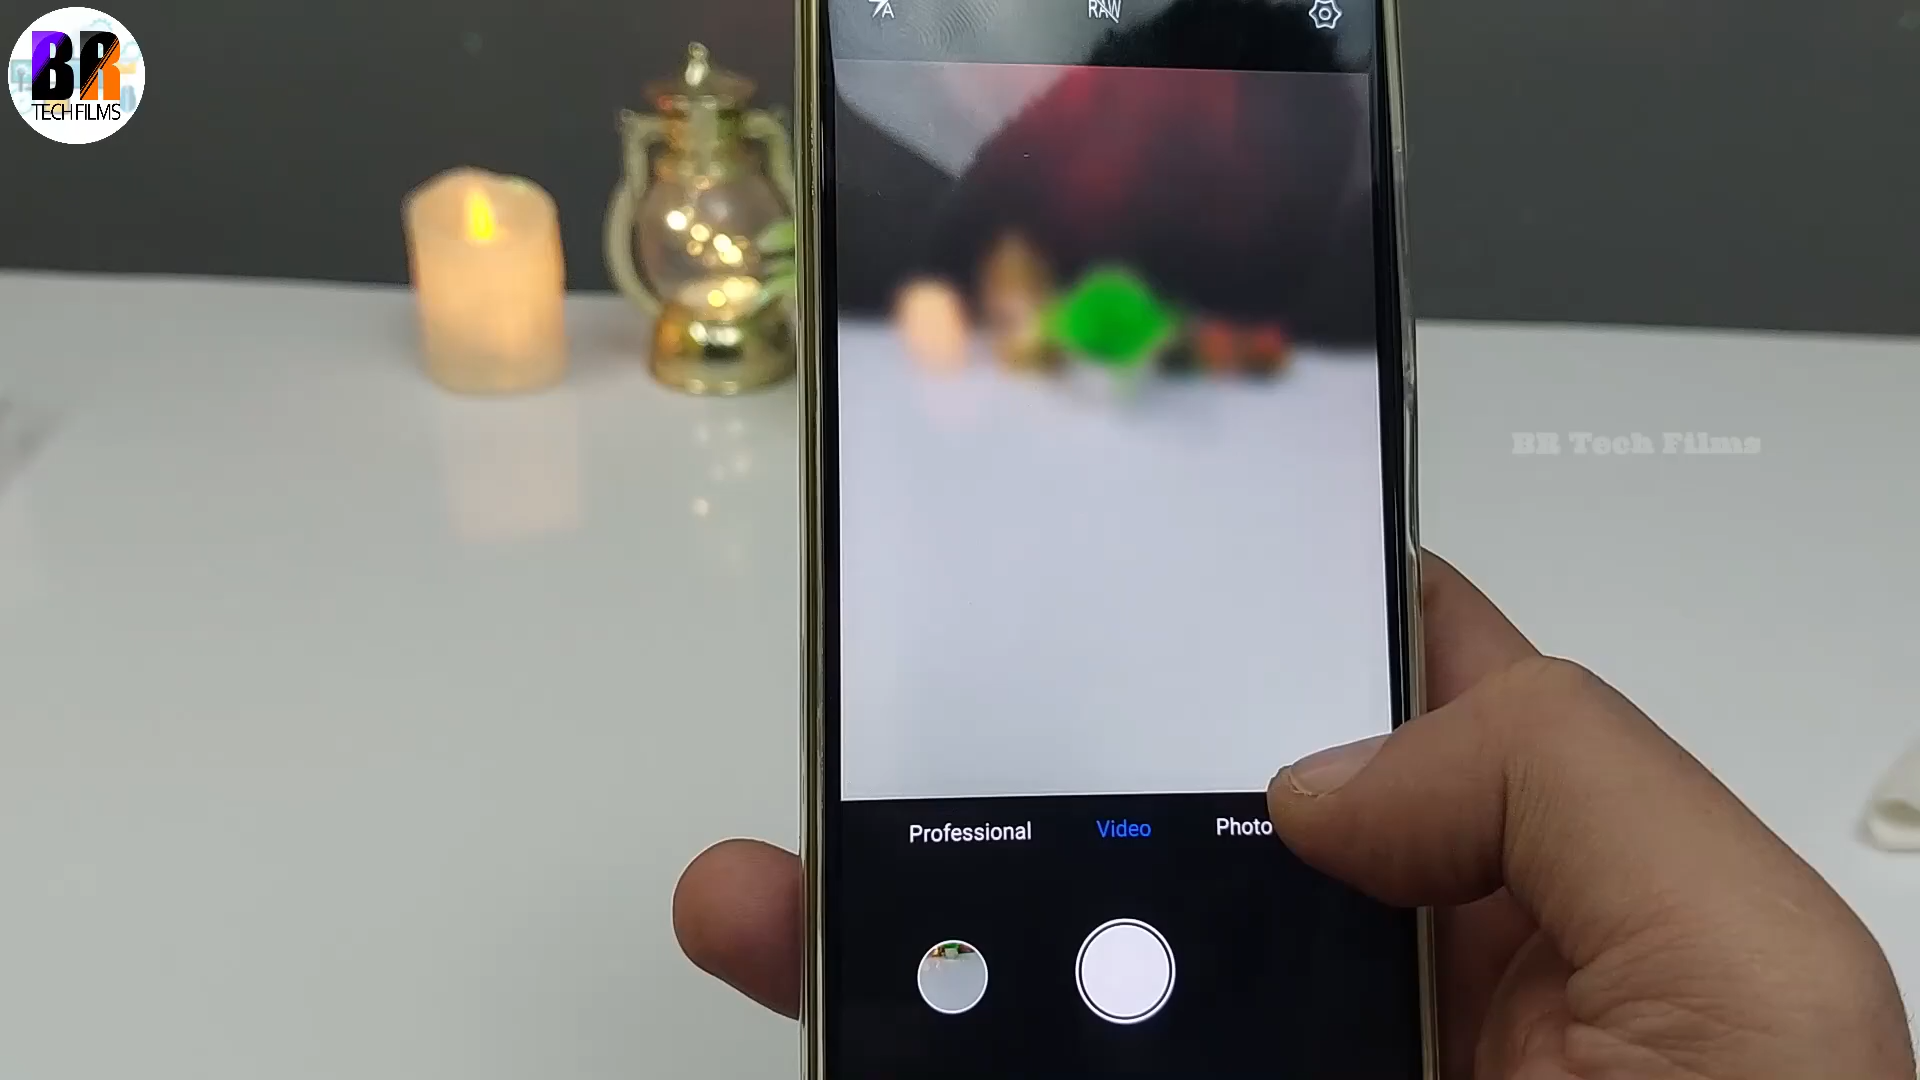 BR
TECH FILMS
RAW
BR Tech Films
Professional Video Photo